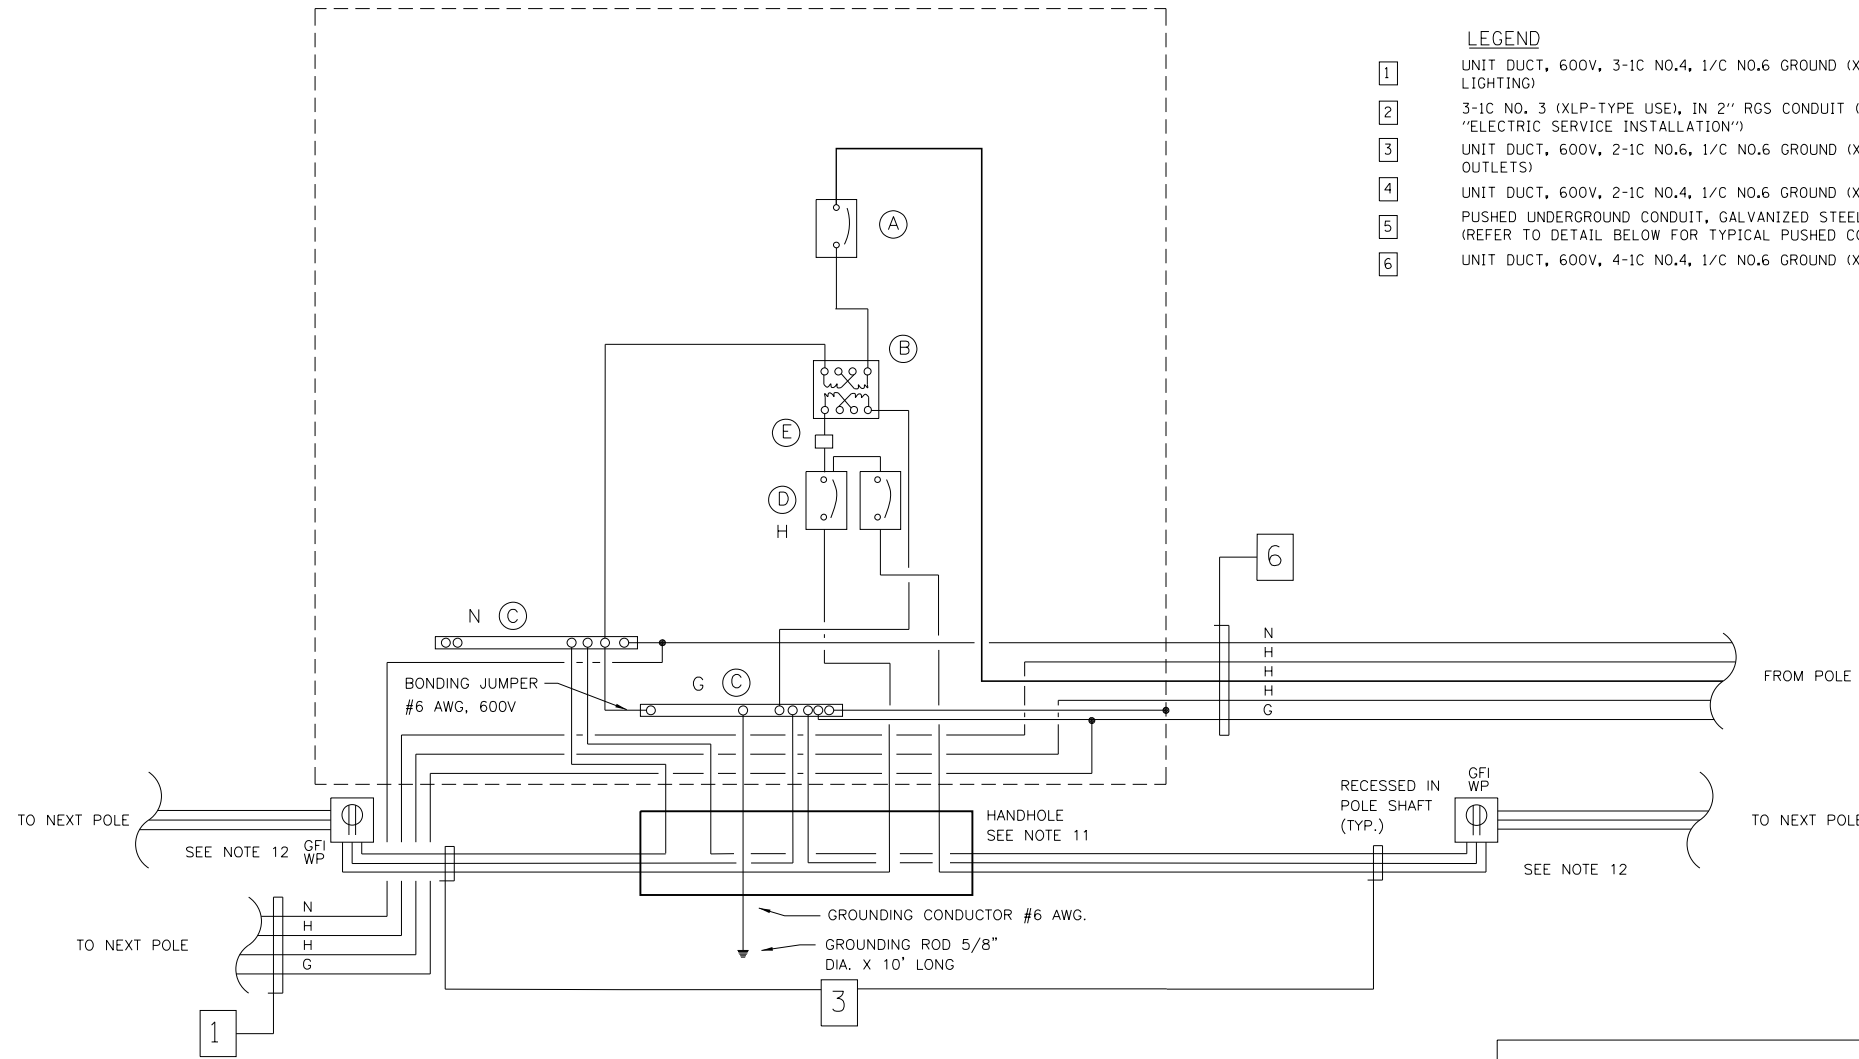 LEGEND
1
UNIT DUCT, 600V, 3-1C NO.4, 1/C NO.6 GROUND (X
LIGHTING)
2
3-1C NO. 3 (XLP-TYPE USE), IN 2'' RGS CONDUIT (
''ELECTRIC SERVICE INSTALLATION'')
3
UNIT DUCT, 600V, 2-1C NO.6, 1/C NO.6 GROUND (X
OUTLETS)
4
UNIT DUCT, 600V, 2-1C NO.4, 1/C NO.6 GROUND (X
5
PUSHED UNDERGROUND CONDUIT, GALVANIZED STEEL
(REFER TO DETAIL BELOW FOR TYPICAL PUSHED CO
6
UNIT DUCT, 600V, 4-1C NO.4, 1/C NO.6 GROUND (X
A
B
E
D
H
6
N C
N
H
H
H
G
FROM POLE
BONDING JUMPER
#6 AWG, 600V
G C
TO NEXT POLE
SEE NOTE 12
GFI
WP
HANDHOLE
SEE NOTE 11
RECESSED IN
POLE SHAFT
(TYP.)
GFI
WP
TO NEXT POLE
SEE NOTE 12
N
H
H
G
TO NEXT POLE
GROUNDING CONDUCTOR #6 AWG.
GROUNDING ROD 5/8"
DIA. X 10' LONG
3
1